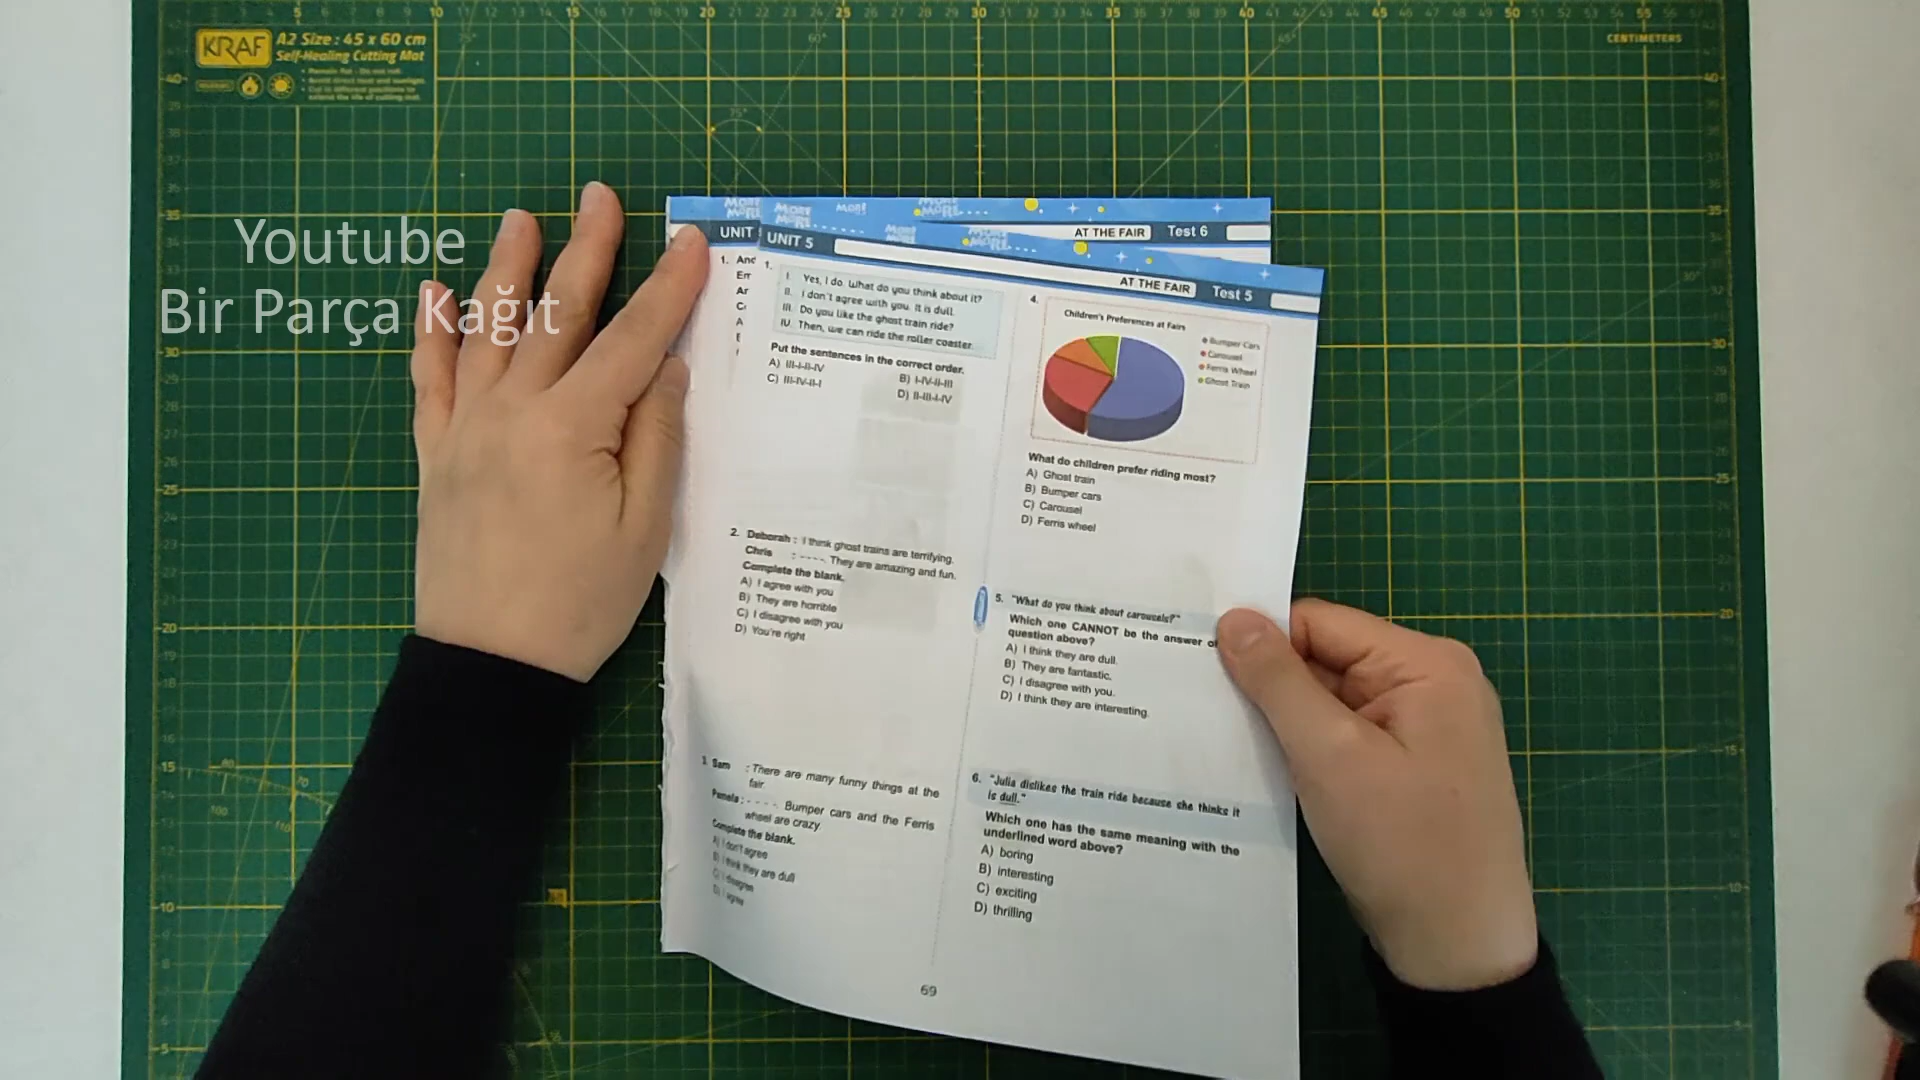 KRAF
A2 Size : 45 x 60 cm
Self-Healing Cutting Mat
CENTIMETERS
Youtube
Bir Parça Kağıt
AT THE FAIR
Test 6
UNIT 5
AT THE FAIR
Test 5
1.
I. Yes, I do. What do you think about it?
II. I don't agree with you. It is dull.
III. Do you like the ghost train ride?
IV. Then, we can ride the roller coaster.
Put the sentences in the correct order.
A) III-I-II-IV
B) I-IV-II-III
C) III-IV-II-I
D) II-III-I-IV
2. Deborah : I think ghost trains are terrifying.
Chris : ----. They are amazing and fun.
Complete the blank.
A) I agree with you
B) They are horrible
C) I disagree with you
D) You're right
3. Sam : There are many funny things at the
fair.
Pamela : ----. Bumper cars and the Ferris
wheel are crazy.
Complete the blank.
A) I don't agree
B) I think they are dull
C) I disagree
D) I agree
4.
Children's Preferences at Fairs
Bumper Cars
Carousel
Ferris Wheel
Ghost Train
What do children prefer riding most?
A) Ghost train
B) Bumper cars
C) Carousel
D) Ferris wheel
5. "What do you think about carousels?"
Which one CANNOT be the answer of
question above?
A) I think they are dull.
B) They are fantastic.
C) I disagree with you.
D) I think they are interesting.
6. "Julia dislikes the train ride because she thinks it
is dull."
Which one has the same meaning with the
underlined word above?
A) boring
B) interesting
C) exciting
D) thrilling
69